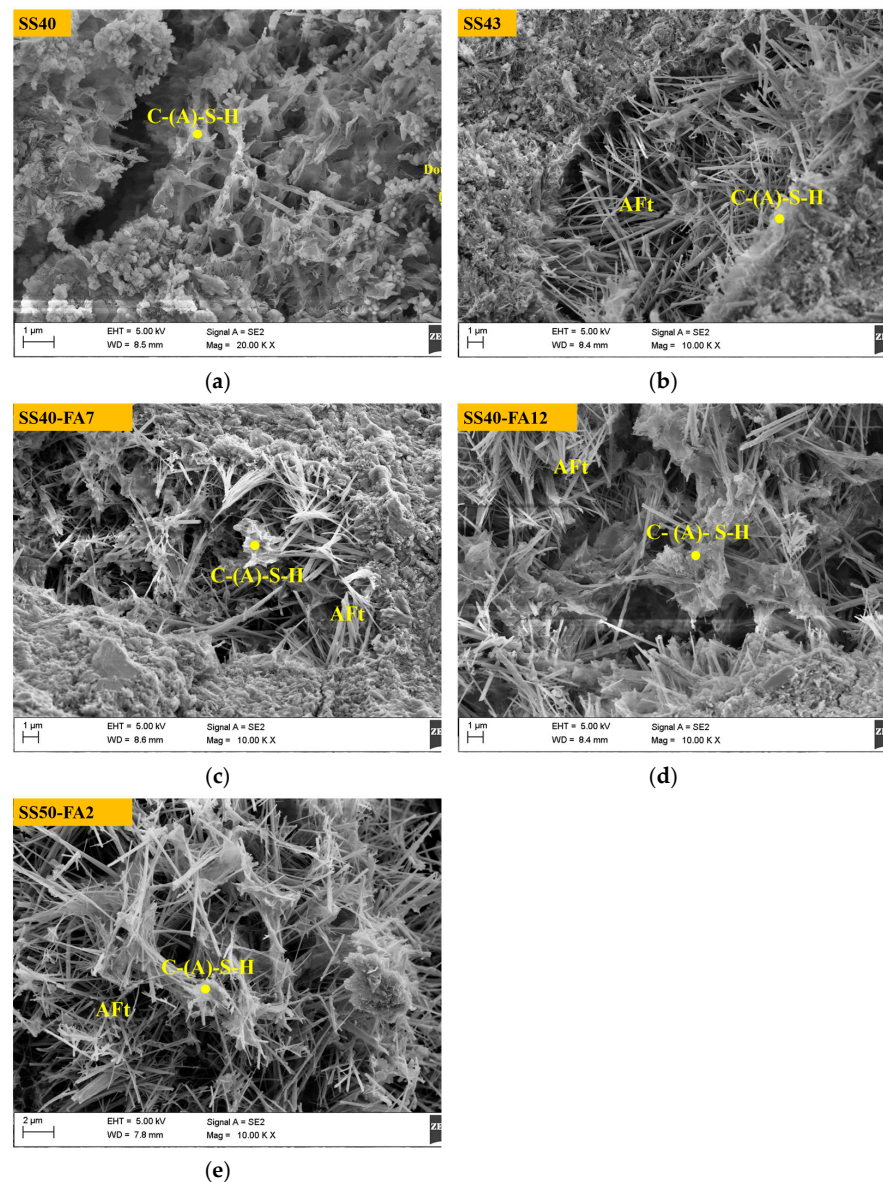 SS40
C-(A)-S-H
1 µm
EHT = 5.00 kV
Signal A = SE2
WD = 8.5 mm
Mag = 20.00 K X
(a)
SS43
AFt
C-(A)-S-H
1 µm
EHT = 5.00 kV
Signal A = SE2
WD = 8.4 mm
Mag = 10.00 K X
(b)
SS40-FA7
C-(A)-S-H
AFt
1 µm
EHT = 5.00 kV
Signal A = SE2
WD = 8.6 mm
Mag = 10.00 K X
(c)
SS40-FA12
AFt
C- (A)- S-H
1 µm
EHT = 5.00 kV
Signal A = SE2
WD = 8.4 mm
Mag = 10.00 K X
(d)
SS50-FA2
C-(A)-S-H
AFt
2 µm
EHT = 5.00 kV
Signal A = SE2
WD = 7.8 mm
Mag = 10.00 K X
(e)